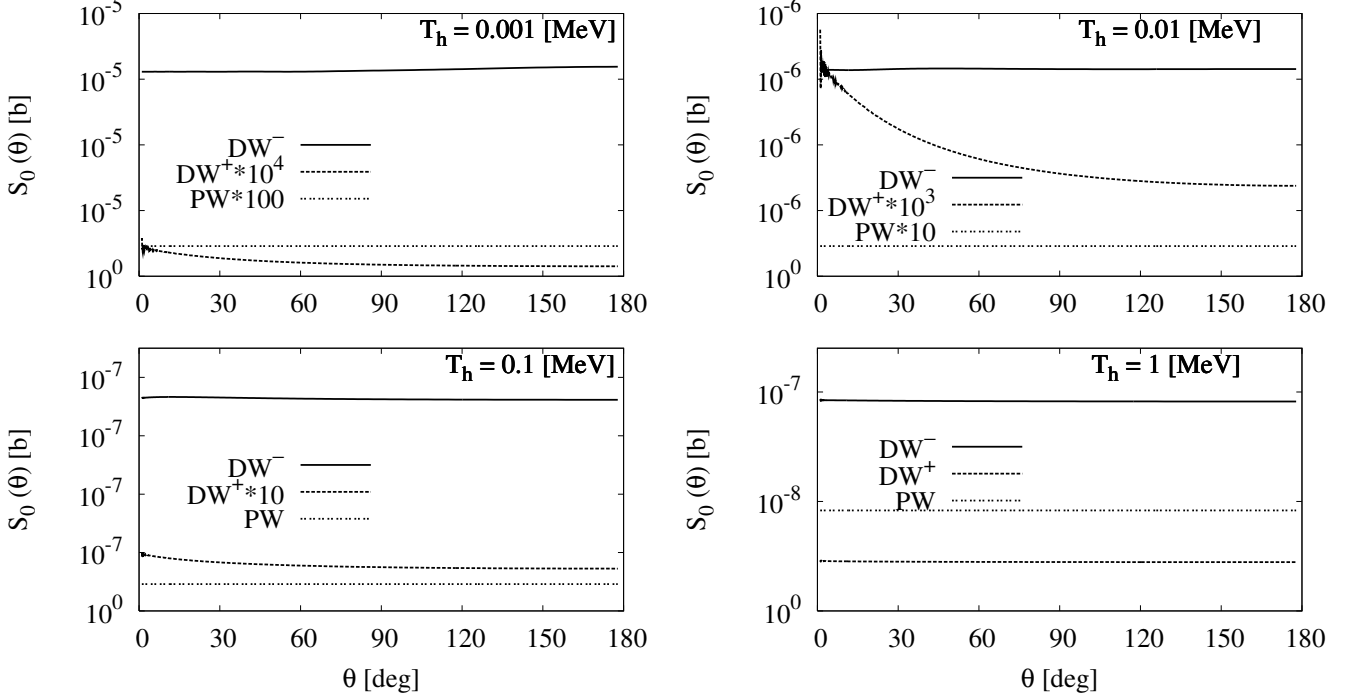 T_h = 0.001 [MeV]
S_0 (θ) [b]
10^-5
10^-5
10^-5
10^0
DW^-
DW^+*10^4
PW*100
0 30 60 90 120 150 180
T_h = 0.01 [MeV]
S_0 (θ) [b]
10^-6
10^-6
10^-6
10^-6
10^0
DW^-
DW^+*10^3
PW*10
0 30 60 90 120 150 180
T_h = 0.1 [MeV]
S_0 (θ) [b]
10^-7
10^-7
10^-7
10^-7
10^0
DW^-
DW^+*10
PW
0 30 60 90 120 150 180
θ [deg]
T_h = 1 [MeV]
S_0 (θ) [b]
10^-7
10^-8
10^0
DW^-
DW^+
PW
0 30 60 90 120 150 180
θ [deg]